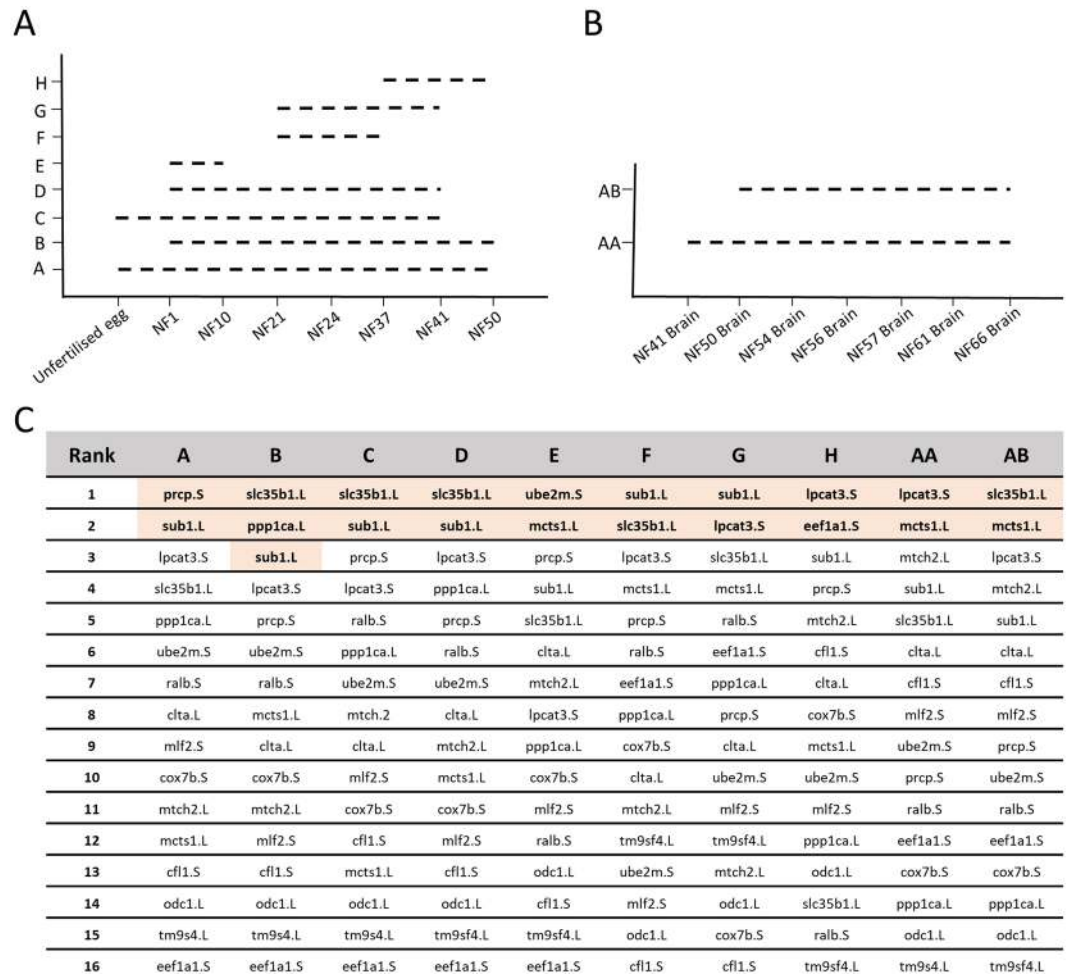 A
B
H
G
F
E
D
C
B
A
Unfertilised egg
NF1
NF10
NF21
NF24
NF37
NF41
NF50
AB
AA
NF41 Brain
NF50 Brain
NF54 Brain
NF56 Brain
NF57 Brain
NF61 Brain
NF66 Brain
C
Rank A B C D E F G H AA AB
1 prcp.S slc35b1.L slc35b1.L slc35b1.L ube2m.S sub1.L sub1.L lpcat3.S lpcat3.S slc35b1.L
2 sub1.L ppp1ca.L sub1.L sub1.L mcts1.L slc35b1.L lpcat3.S eef1a1.S mcts1.L mcts1.L
3 lpcat3.S sub1.L prcp.S lpcat3.S prcp.S lpcat3.S slc35b1.L sub1.L mtch2.L lpcat3.S
4 slc35b1.L lpcat3.S lpcat3.S ppp1ca.L sub1.L mcts1.L mcts1.L prcp.S sub1.L mtch2.L
5 ppp1ca.L prcp.S ralb.S prcp.S slc35b1.L prcp.S ralb.S mtch2.L slc35b1.L sub1.L
6 ube2m.S ube2m.S ppp1ca.L ralb.S clta.L ralb.S eef1a1.S cfl1.S clta.L clta.L
7 ralb.S ralb.S ube2m.S ube2m.S mtch2.L eef1a1.S ppp1ca.L clta.L cfl1.S cfl1.S
8 clta.L mcts1.L mtch.2 clta.L lpcat3.S ppp1ca.L prcp.S cox7b.S mlf2.S mlf2.S
9 mlf2.S clta.L clta.L mtch2.L ppp1ca.L cox7b.S clta.L mcts1.L ube2m.S prcp.S
10 cox7b.S cox7b.S mlf2.S mcts1.L cox7b.S clta.L ube2m.S ube2m.S prcp.S ube2m.S
11 mtch2.L mtch2.L cox7b.S cox7b.S mlf2.S mtch2.L mlf2.S mlf2.S ralb.S ralb.S
12 mcts1.L mlf2.S cfl1.S mlf2.S ralb.S tm9sf4.L tm9sf4.L ppp1ca.L eef1a1.S eef1a1.S
13 cfl1.S cfl1.S mcts1.L cfl1.S odc1.L ube2m.S mtch2.L odc1.L cox7b.S cox7b.S
14 odc1.L odc1.L odc1.L odc1.L cfl1.S mlf2.S odc1.L slc35b1.L ppp1ca.L ppp1ca.L
15 tm9s4.L tm9s4.L tm9s4.L tm9sf4.L tm9sf4.L odc1.L cox7b.S ralb.S odc1.L odc1.L
16 eef1a1.S eef1a1.S eef1a1.S eef1a1.S eef1a1.S cfl1.S cfl1.S tm9sf4.L tm9s4.L tm9sf4.L